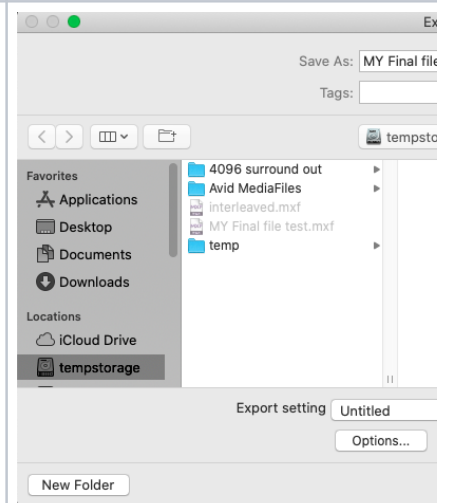 Ex
Save As: MY Final file
Tags:
tempsto
Favorites
Applications
Desktop
Documents
Downloads
Locations
iCloud Drive
tempstorage
4096 surround out
Avid MediaFiles
interleaved.mxf
MY Final file test.mxf
temp
Export setting Untitled
Options...
New Folder